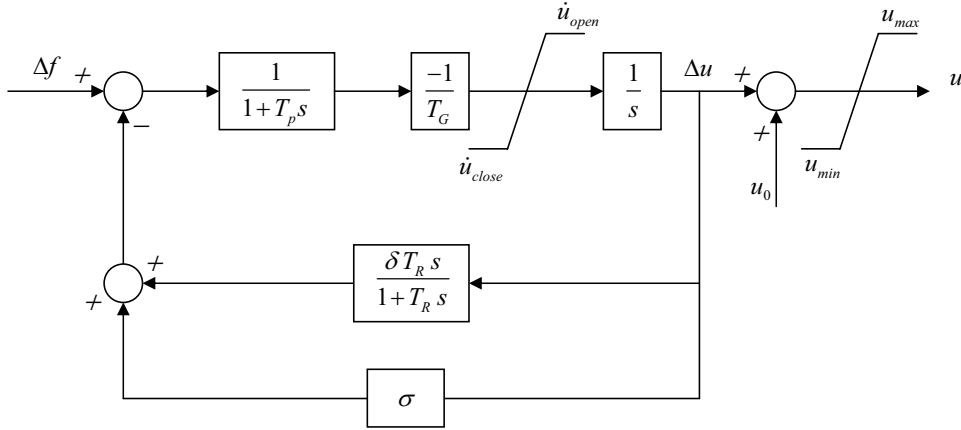 u̇_open
u_max
Δf
+
1
1+T_p s
−1
T_G
1
s
Δu
+
u
−
u̇_close
+
u_min
u_0
+
δ T_R s
1+T_R s
+
σ